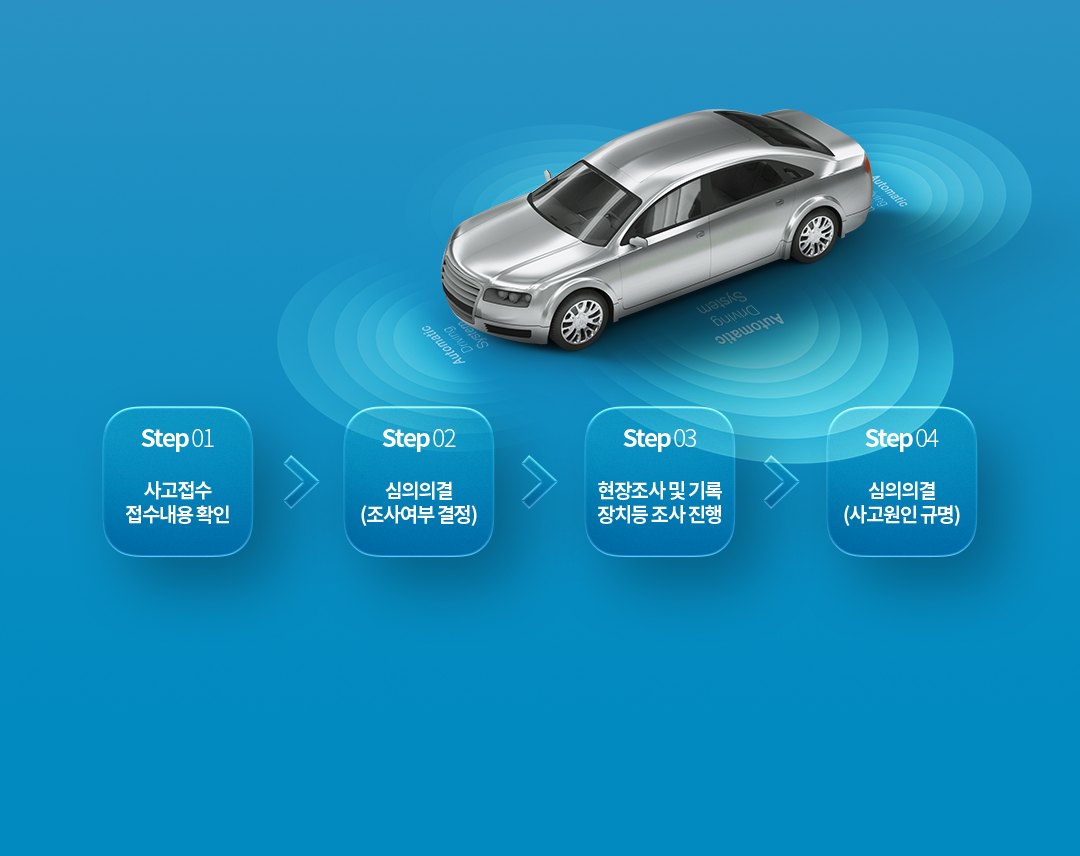 Automatic
Automatic
Driving
System
Automatic
Driving
System
Step 01
사고접수
접수내용 확인
Step 02
심의의결
(조사여부 결정)
Step 03
현장조사 및 기록
장치등 조사 진행
Step 04
심의의결
(사고원인 규명)